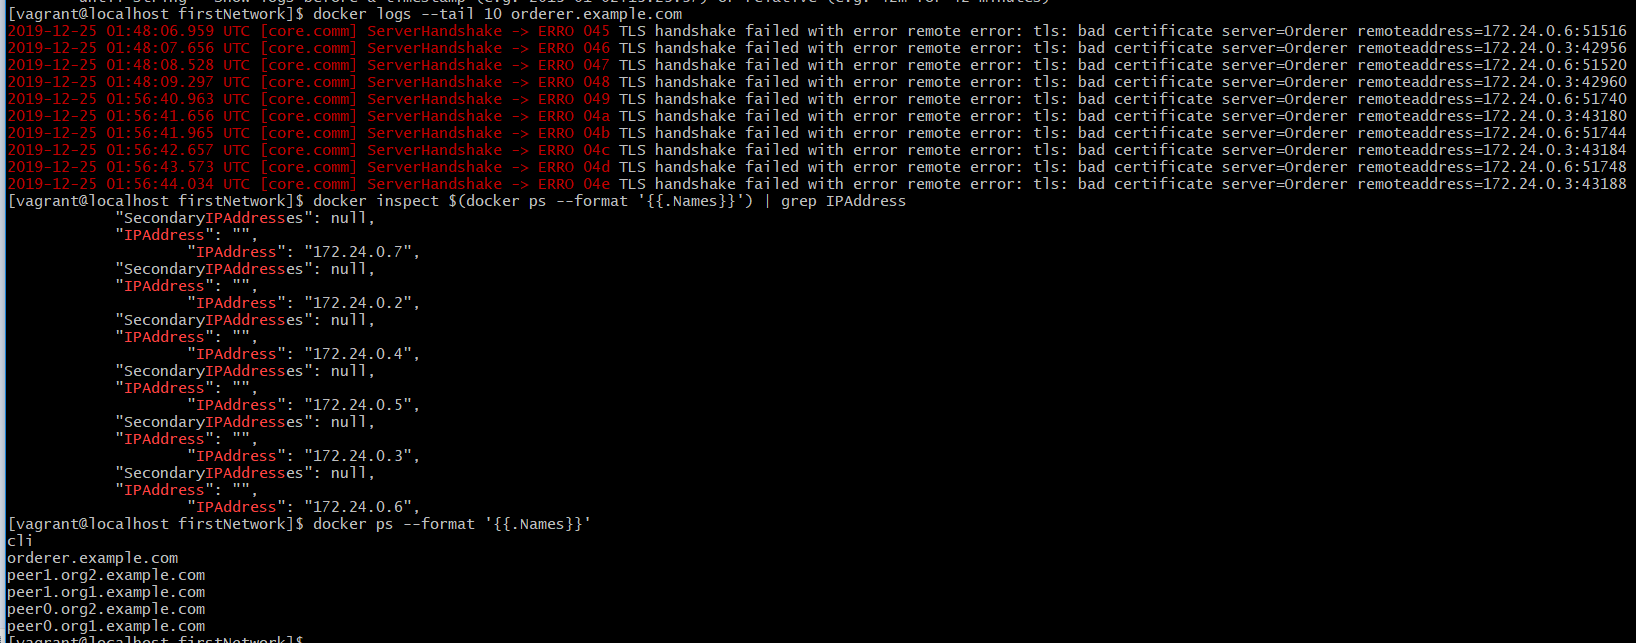 until string   Show logs before a timestamp (e.g. 2013-01-02T13:23:37) or relative (e.g. 42m for 42 minutes)
[vagrant@localhost firstNetwork]$ docker logs --tail 10 orderer.example.com
2019-12-25 01:48:06.959 UTC [core.comm] ServerHandshake -> ERRO 045 TLS handshake failed with error remote error: tls: bad certificate server=Orderer remoteaddress=172.24.0.6:51516
2019-12-25 01:48:07.656 UTC [core.comm] ServerHandshake -> ERRO 046 TLS handshake failed with error remote error: tls: bad certificate server=Orderer remoteaddress=172.24.0.3:42956
2019-12-25 01:48:08.528 UTC [core.comm] ServerHandshake -> ERRO 047 TLS handshake failed with error remote error: tls: bad certificate server=Orderer remoteaddress=172.24.0.6:51520
2019-12-25 01:48:09.297 UTC [core.comm] ServerHandshake -> ERRO 048 TLS handshake failed with error remote error: tls: bad certificate server=Orderer remoteaddress=172.24.0.3:42960
2019-12-25 01:56:40.963 UTC [core.comm] ServerHandshake -> ERRO 049 TLS handshake failed with error remote error: tls: bad certificate server=Orderer remoteaddress=172.24.0.6:51740
2019-12-25 01:56:41.656 UTC [core.comm] ServerHandshake -> ERRO 04a TLS handshake failed with error remote error: tls: bad certificate server=Orderer remoteaddress=172.24.0.3:43180
2019-12-25 01:56:41.965 UTC [core.comm] ServerHandshake -> ERRO 04b TLS handshake failed with error remote error: tls: bad certificate server=Orderer remoteaddress=172.24.0.6:51744
2019-12-25 01:56:42.657 UTC [core.comm] ServerHandshake -> ERRO 04c TLS handshake failed with error remote error: tls: bad certificate server=Orderer remoteaddress=172.24.0.3:43184
2019-12-25 01:56:43.573 UTC [core.comm] ServerHandshake -> ERRO 04d TLS handshake failed with error remote error: tls: bad certificate server=Orderer remoteaddress=172.24.0.6:51748
2019-12-25 01:56:44.034 UTC [core.comm] ServerHandshake -> ERRO 04e TLS handshake failed with error remote error: tls: bad certificate server=Orderer remoteaddress=172.24.0.3:43188
[vagrant@localhost firstNetwork]$ docker inspect $(docker ps --format '{{.Names}}') | grep IPAddress
            "SecondaryIPAddresses": null,
            "IPAddress": "",
                    "IPAddress": "172.24.0.7",
            "SecondaryIPAddresses": null,
            "IPAddress": "",
                    "IPAddress": "172.24.0.2",
            "SecondaryIPAddresses": null,
            "IPAddress": "",
                    "IPAddress": "172.24.0.4",
            "SecondaryIPAddresses": null,
            "IPAddress": "",
                    "IPAddress": "172.24.0.5",
            "SecondaryIPAddresses": null,
            "IPAddress": "",
                    "IPAddress": "172.24.0.3",
            "SecondaryIPAddresses": null,
            "IPAddress": "",
                    "IPAddress": "172.24.0.6",
[vagrant@localhost firstNetwork]$ docker ps --format '{{.Names}}'
cli
orderer.example.com
peer1.org2.example.com
peer1.org1.example.com
peer0.org2.example.com
peer0.org1.example.com
[vagrant@localhost firstNetwork]$